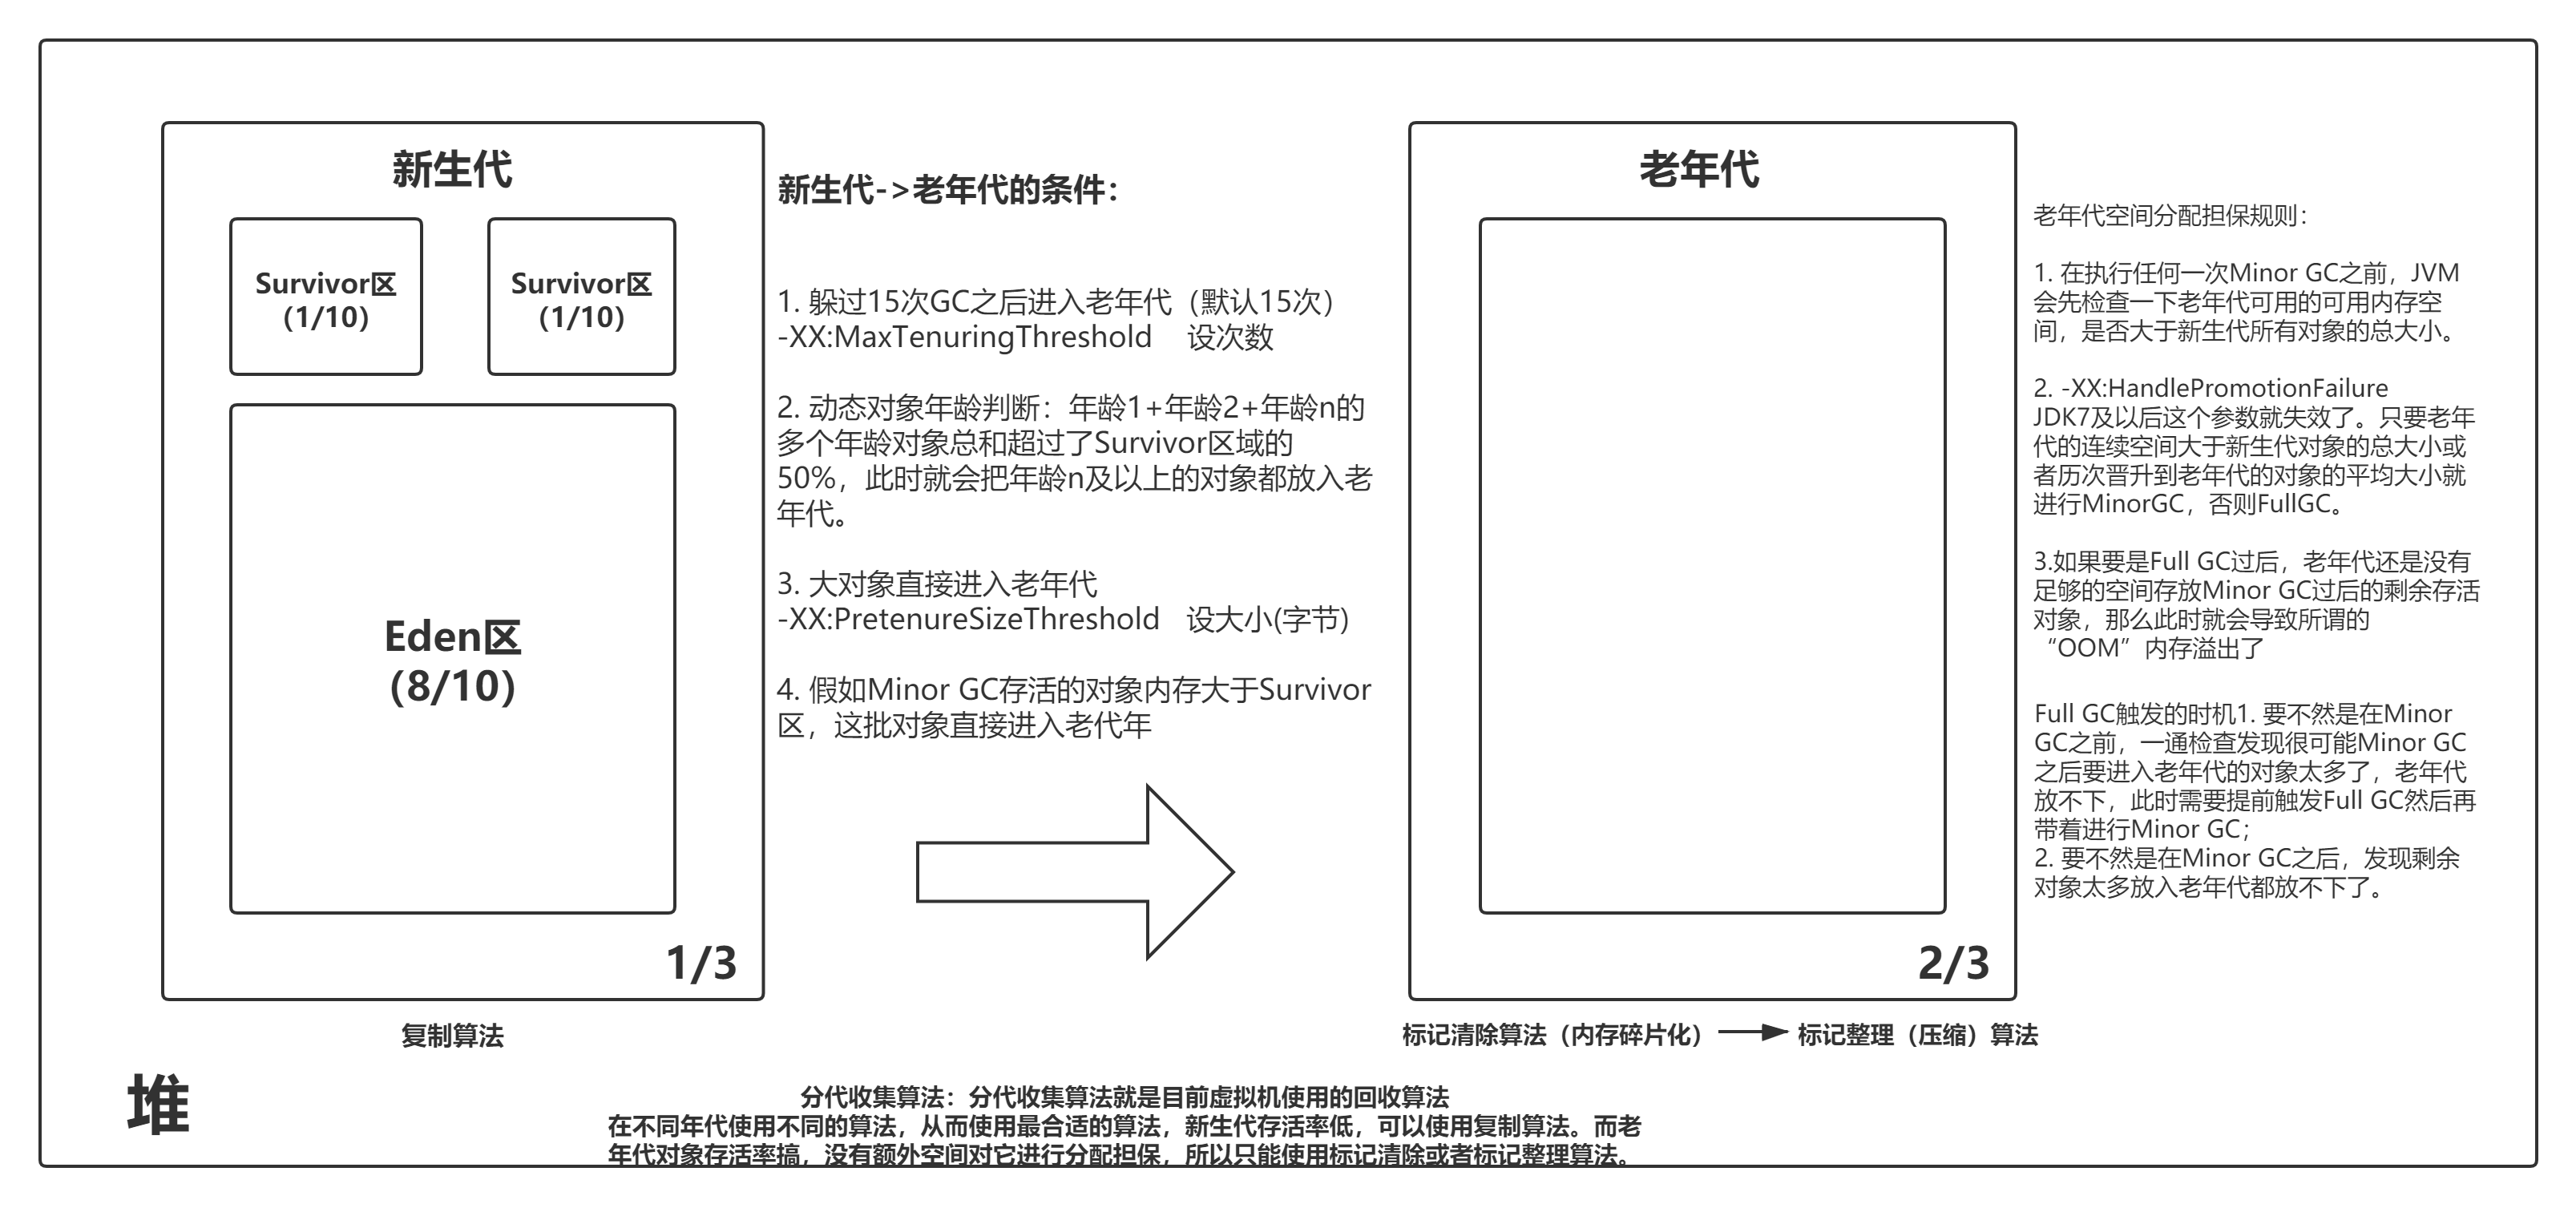 新生代
Survivor区
(1/10)
Survivor区
(1/10)
Eden区
(8/10)
1/3
复制算法
新生代->老年代的条件：
1. 躲过15次GC之后进入老年代（默认15次）
-XX:MaxTenuringThreshold 设次数
2. 动态对象年龄判断：年龄1+年龄2+年龄n的
多个年龄对象总和超过了Survivor区域的
50%，此时就会把年龄n及以上的对象都放入老
年代。
3. 大对象直接进入老年代
-XX:PretenureSizeThreshold 设大小(字节)
4. 假如Minor GC存活的对象内存大于Survivor
区，这批对象直接进入老代年
老年代
2/3
标记清除算法（内存碎片化）
标记整理（压缩）算法
老年代空间分配担保规则：
1. 在执行任何一次Minor GC之前，JVM
会先检查一下老年代可用的可用内存空
间，是否大于新生代所有对象的总大小。
2. -XX:HandlePromotionFailure
JDK7及以后这个参数就失效了。只要老年
代的连续空间大于新生代对象的总大小或
者历次晋升到老年代的对象的平均大小就
进行MinorGC，否则FullGC。
3.如果要是Full GC过后，老年代还是没有
足够的空间存放Minor GC过后的剩余存活
对象，那么此时就会导致所谓的
“OOM”内存溢出了
Full GC触发的时机1. 要不然是在Minor
GC之前，一通检查发现很可能Minor GC
之后要进入老年代的对象太多了，老年代
放不下，此时需要提前触发Full GC然后再
带着进行Minor GC；
2. 要不然是在Minor GC之后，发现剩余
对象太多放入老年代都放不下了。
堆
分代收集算法：分代收集算法就是目前虚拟机使用的回收算法
在不同年代使用不同的算法，从而使用最合适的算法，新生代存活率低，可以使用复制算法。而老
年代对象存活率搞，没有额外空间对它进行分配担保，所以只能使用标记清除或者标记整理算法。